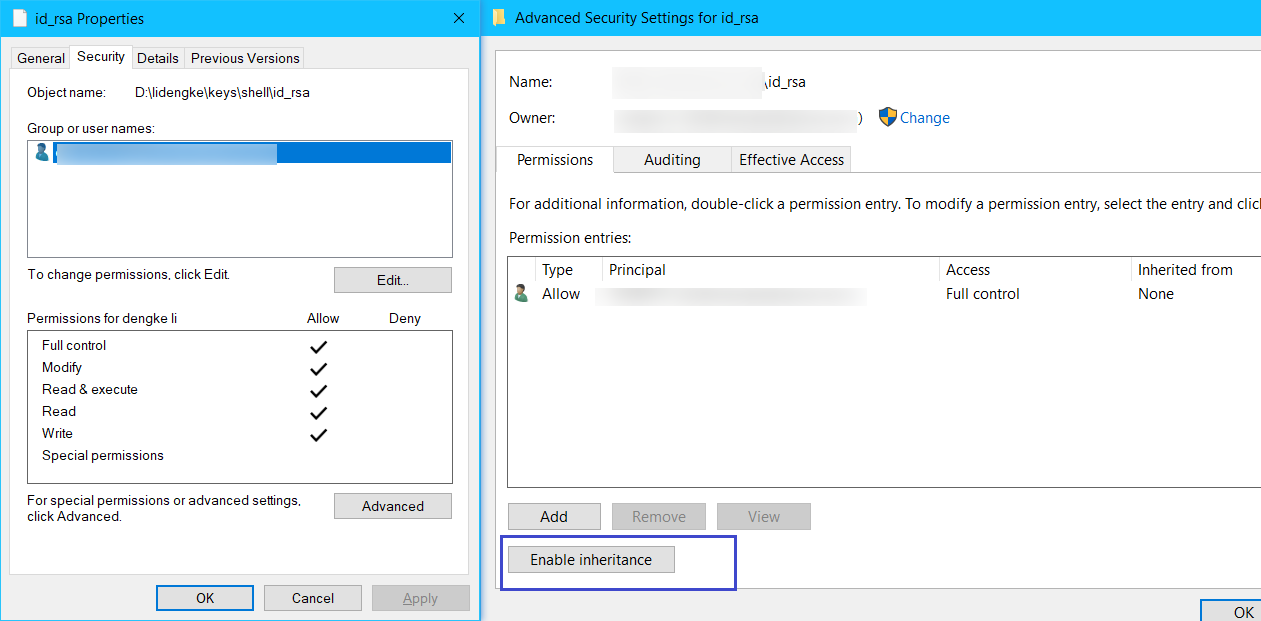 id_rsa Properties
General Security Details Previous Versions
Object name: D:\lidengke\keys\shell\id_rsa
Group or user names:
To change permissions, click Edit.
Edit...
Permissions for dengke li Allow Deny
Full control
Modify
Read & execute
Read
Write
Special permissions
For special permissions or advanced settings,
click Advanced.
Advanced
OK Cancel Apply
Advanced Security Settings for id_rsa
Name: \id_rsa
Owner: ) Change
Permissions Auditing Effective Access
For additional information, double-click a permission entry. To modify a permission entry, select the entry and clic
Permission entries:
Type Principal Access Inherited from
Allow Full control None
Add Remove View
Enable inheritance
OK